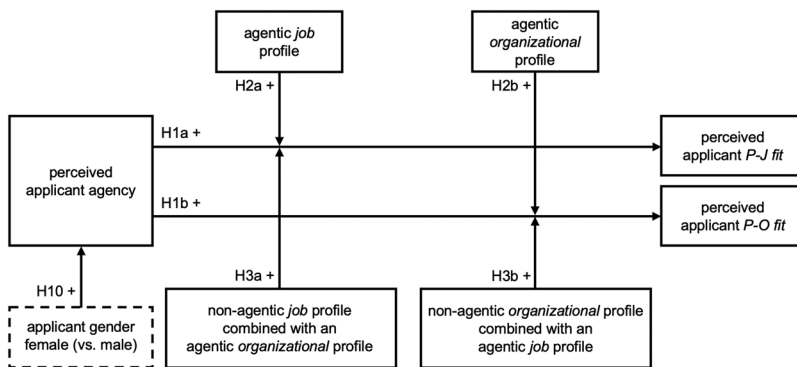 agentic job
profile
agentic
organizational
profile
H2a +
H2b +
H1a +
perceived
applicant agency
perceived
applicant P-J fit
H1b +
perceived
applicant P-O fit
H10 +
H3a +
H3b +
applicant gender
female (vs. male)
non-agentic job profile
combined with an
agentic organizational profile
non-agentic organizational profile
combined with an
agentic job profile